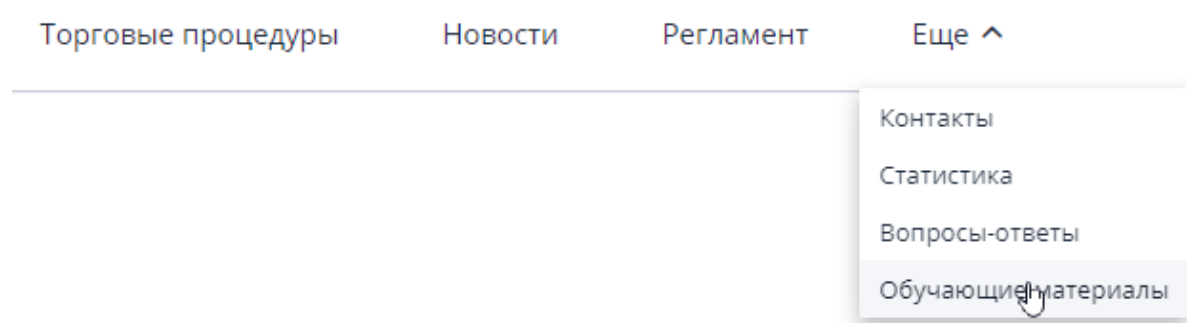 Торговые процедуры Новости Регламент Еще
Контакты
Статистика
Вопросы-ответы
Обучающие материалы